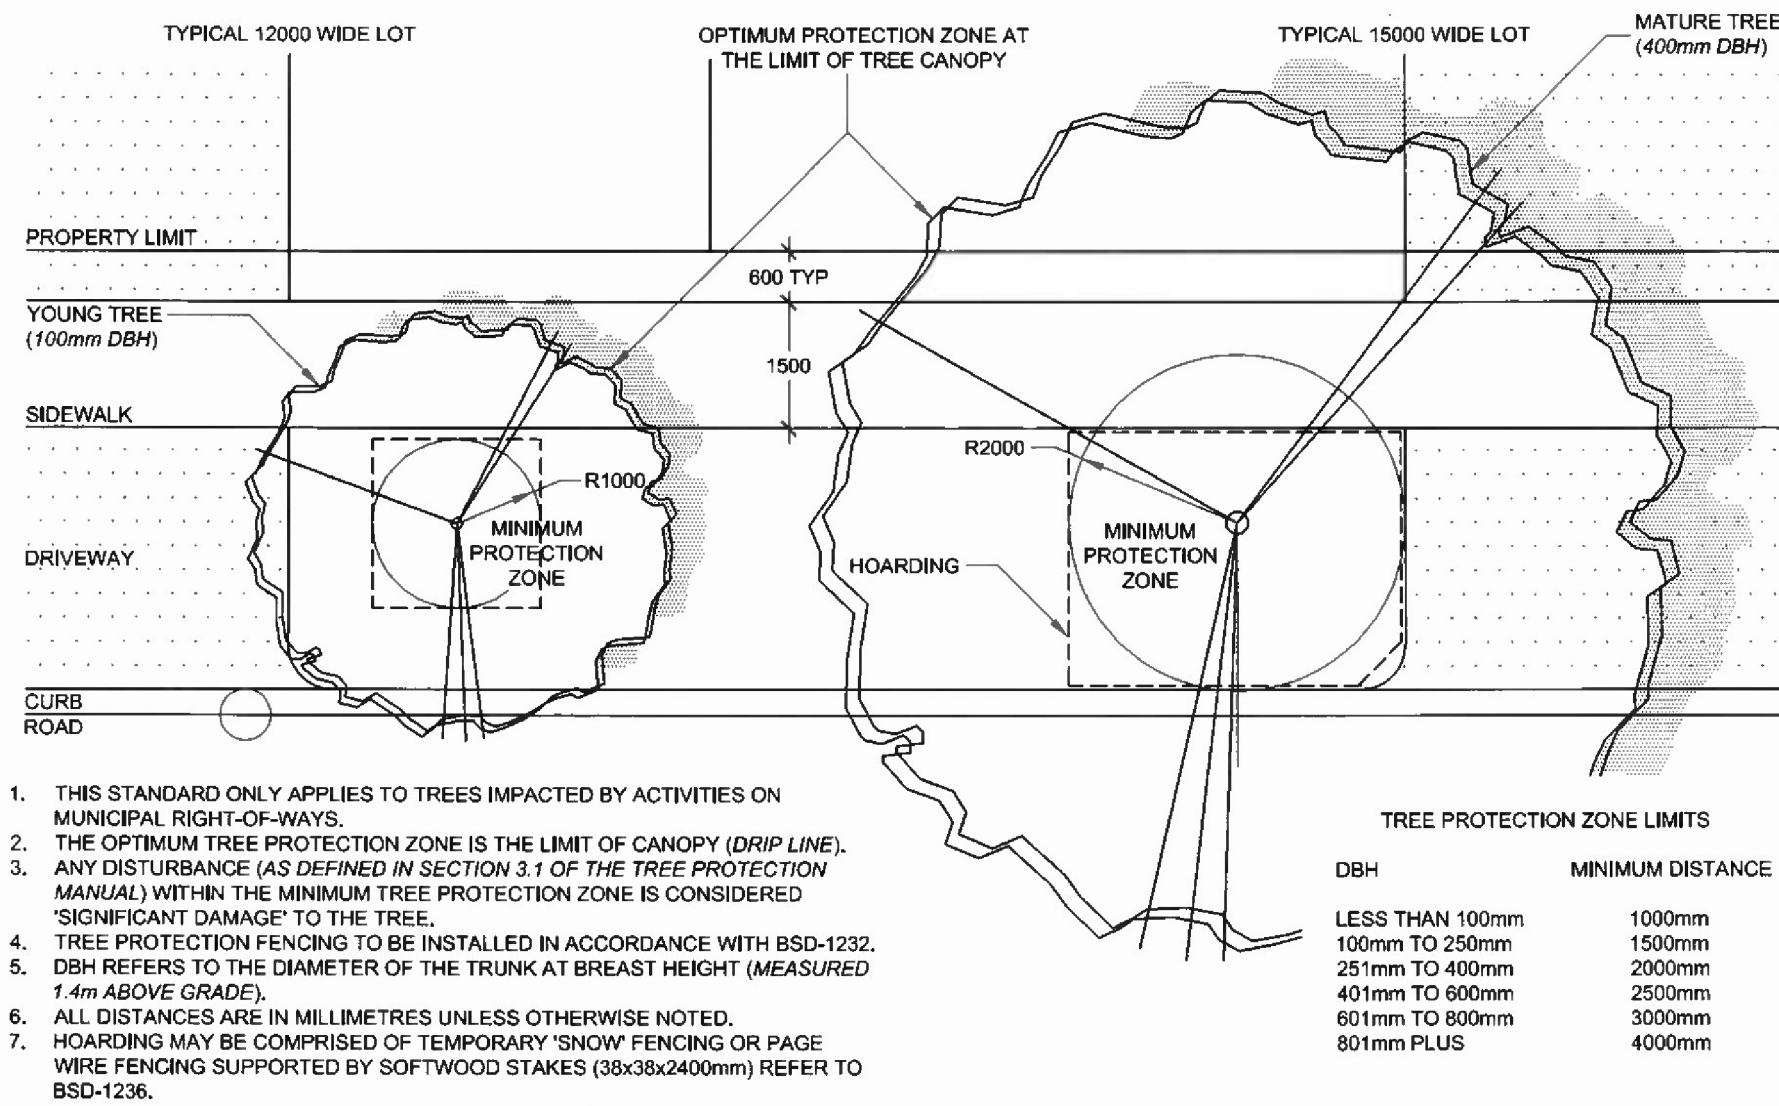 TYPICAL 12000 WIDE LOT
OPTIMUM PROTECTION ZONE AT
THE LIMIT OF TREE CANOPY
TYPICAL 15000 WIDE LOT
MATURE TREE
(400mm DBH)
PROPERTY LIMIT
600 TYP
YOUNG TREE
(100mm DBH)
1500
SIDEWALK
R2000
R1000
MINIMUM
PROTECTION
ZONE
MINIMUM
PROTECTION
ZONE
DRIVEWAY
HOARDING
CURB
ROAD
1. THIS STANDARD ONLY APPLIES TO TREES IMPACTED BY ACTIVITIES ON
MUNICIPAL RIGHT-OF-WAYS.
2. THE OPTIMUM TREE PROTECTION ZONE IS THE LIMIT OF CANOPY (DRIP LINE).
3. ANY DISTURBANCE (AS DEFINED IN SECTION 3.1 OF THE TREE PROTECTION
MANUAL) WITHIN THE MINIMUM TREE PROTECTION ZONE IS CONSIDERED
'SIGNIFICANT DAMAGE' TO THE TREE.
4. TREE PROTECTION FENCING TO BE INSTALLED IN ACCORDANCE WITH BSD-1232.
5. DBH REFERS TO THE DIAMETER OF THE TRUNK AT BREAST HEIGHT (MEASURED
1.4m ABOVE GRADE).
6. ALL DISTANCES ARE IN MILLIMETRES UNLESS OTHERWISE NOTED.
7. HOARDING MAY BE COMPRISED OF TEMPORARY 'SNOW' FENCING OR PAGE
WIRE FENCING SUPPORTED BY SOFTWOOD STAKES (38x38x2400mm) REFER TO
BSD-1236.
TREE PROTECTION ZONE LIMITS
DBH MINIMUM DISTANCE
LESS THAN 100mm 1000mm
100mm TO 250mm 1500mm
251mm TO 400mm 2000mm
401mm TO 600mm 2500mm
601mm TO 800mm 3000mm
801mm PLUS 4000mm